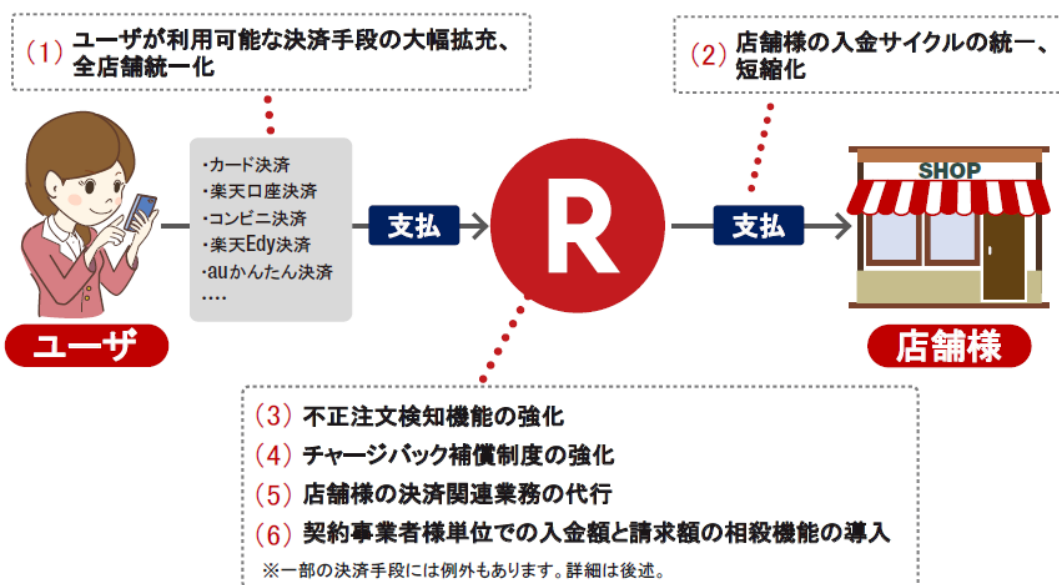 (1) ユーザが利用可能な決済手段の大幅拡充、
全店舗統一化
(2) 店舗様の入金サイクルの統一、
短縮化
・カード決済
・楽天口座決済
・コンビニ決済
・楽天Edy決済
・auかんたん決済
・・・・
支払
R
支払
SHOP
ユーザ
店舗様
(3) 不正注文検知機能の強化
(4) チャージバック補償制度の強化
(5) 店舗様の決済関連業務の代行
(6) 契約事業者様単位での入金額と請求額の相殺機能の導入
※一部の決済手段には例外もあります。詳細は後述。